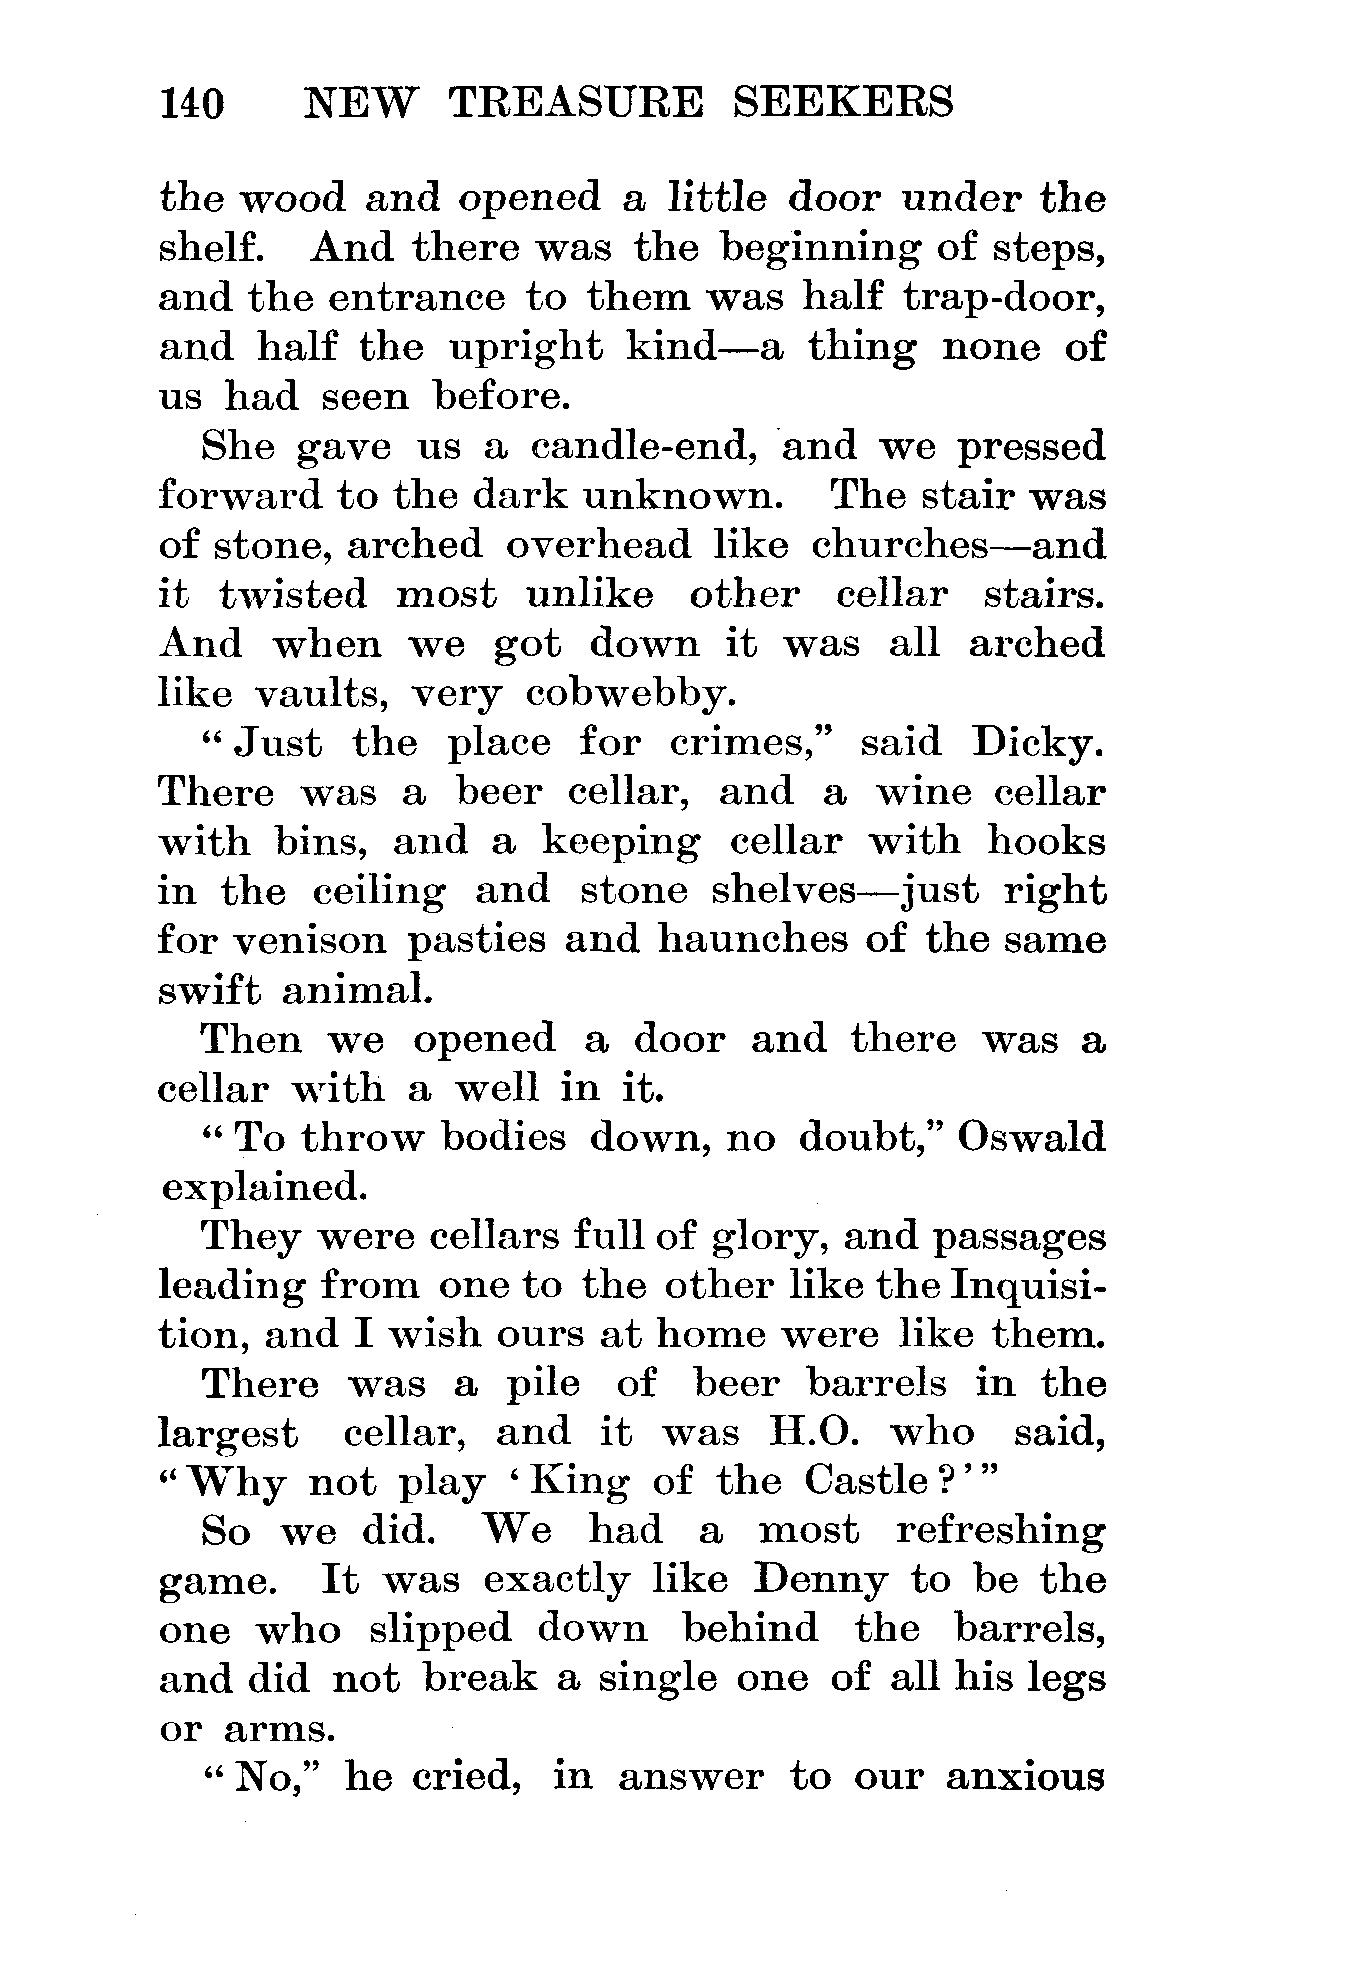 140 NEW TREASURE SEEKERS
the wood and opened a little door under the
shelf. And there was the beginning of steps,
and the entrance to them was half trap-door,
and half the upright kind—a thing none of
us had seen before.
She gave us a candle-end, and we pressed
forward to the dark unknown. The stair was
of stone, arched overhead like churches—and
it twisted most unlike other cellar stairs.
And when we got down it was all arched
like vaults, very cobwebby.
“Just the place for crimes,” said Dicky.
There was a beer cellar, and a wine cellar
with bins, and a keeping cellar with hooks
in the ceiling and stone shelves—just right
for venison pasties and haunches of the same
swift animal.
Then we opened a door and there was a
cellar with a well in it.
“To throw bodies down, no doubt,” Oswald
explained.
They were cellars full of glory, and passages
leading from one to the other like the Inquisi-
tion, and I wish ours at home were like them.
There was a pile of beer barrels in the
largest cellar, and it was H.O. who said,
“Why not play ‘King of the Castle?’”
So we did. We had a most refreshing
game. It was exactly like Denny to be the
one who slipped down behind the barrels,
and did not break a single one of all his legs
or arms.
“No,” he cried, in answer to our anxious